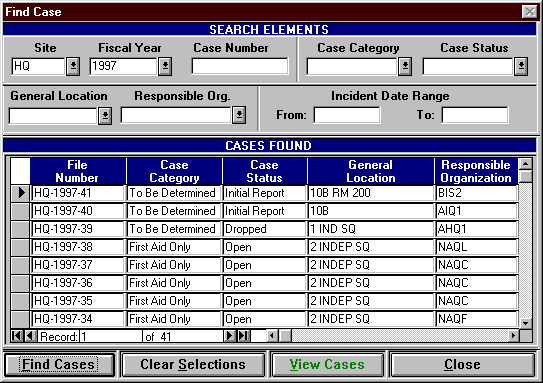 Find Case
SEARCH ELEMENTS
Site Fiscal Year Case Number Case Category Case Status
HQ 1997
General Location Responsible Org. Incident Date Range
From: To:
CASES FOUND
File Number Case Category Case Status General Location Responsible Organization
HQ-1997-41 To Be Determined Initial Report 10B RM 200 BIS2
HQ-1997-40 To Be Determined Initial Report 10B AIQ1
HQ-1997-39 To Be Determined Dropped 1 IND SQ AHQ1
HQ-1997-38 First Aid Only Open 2 INDEP SQ NAQL
HQ-1997-37 First Aid Only Open 2 INDEP SQ NAQC
HQ-1997-36 First Aid Only Open 2 INDEP SQ NAQC
HQ-1997-35 First Aid Only Open 2 INDEP SQ NAQC
HQ-1997-34 First Aid Only Open 2 INDEP SQ NAQF
Record: 1 of 41
Find Cases Clear Selections View Cases Close